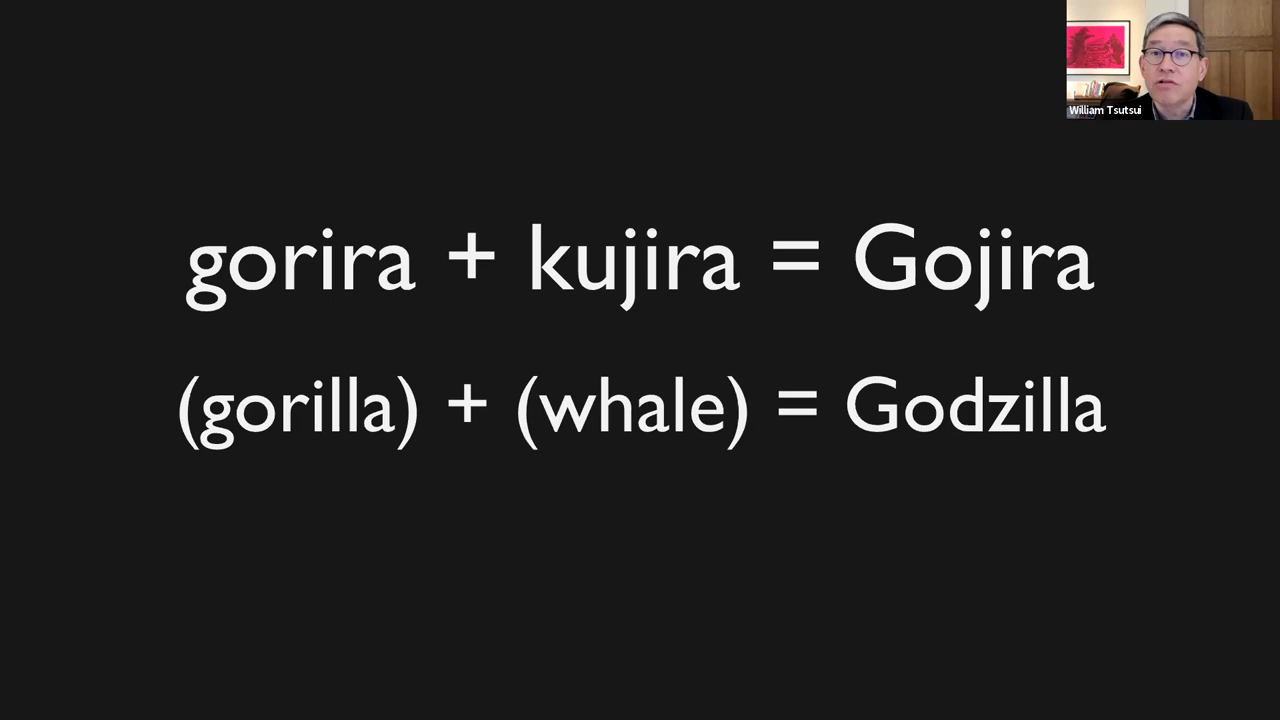 William Tsutsui
gorira + kujira = Gojira
(gorilla) + (whale) = Godzilla